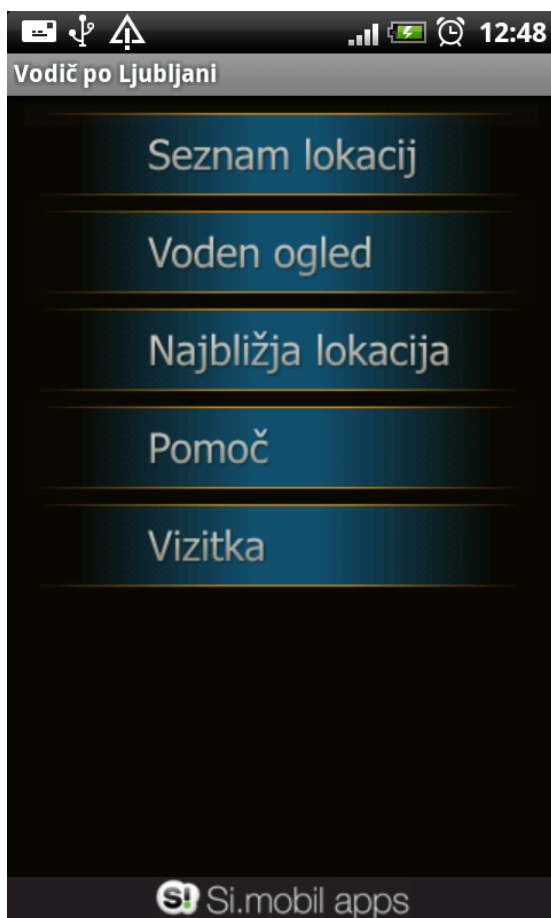 12:48
Vodič po Ljubljani
Seznam lokacij
Voden ogled
Najbližja lokacija
Pomoč
Vizitka
S! Si.mobil apps